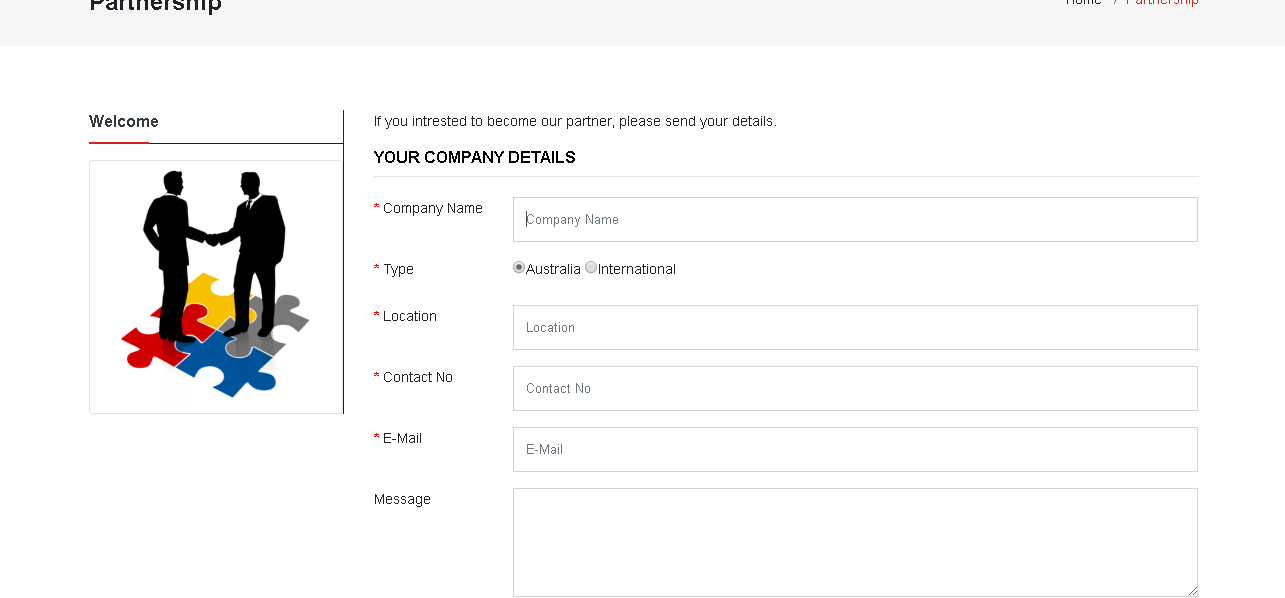 Partnership
Home / Partnership
Welcome
If you intrested to become our partner, please send your details.
YOUR COMPANY DETAILS
* Company Name
Company Name
* Type
Australia International
* Location
Location
* Contact No
Contact No
* E-Mail
E-Mail
Message